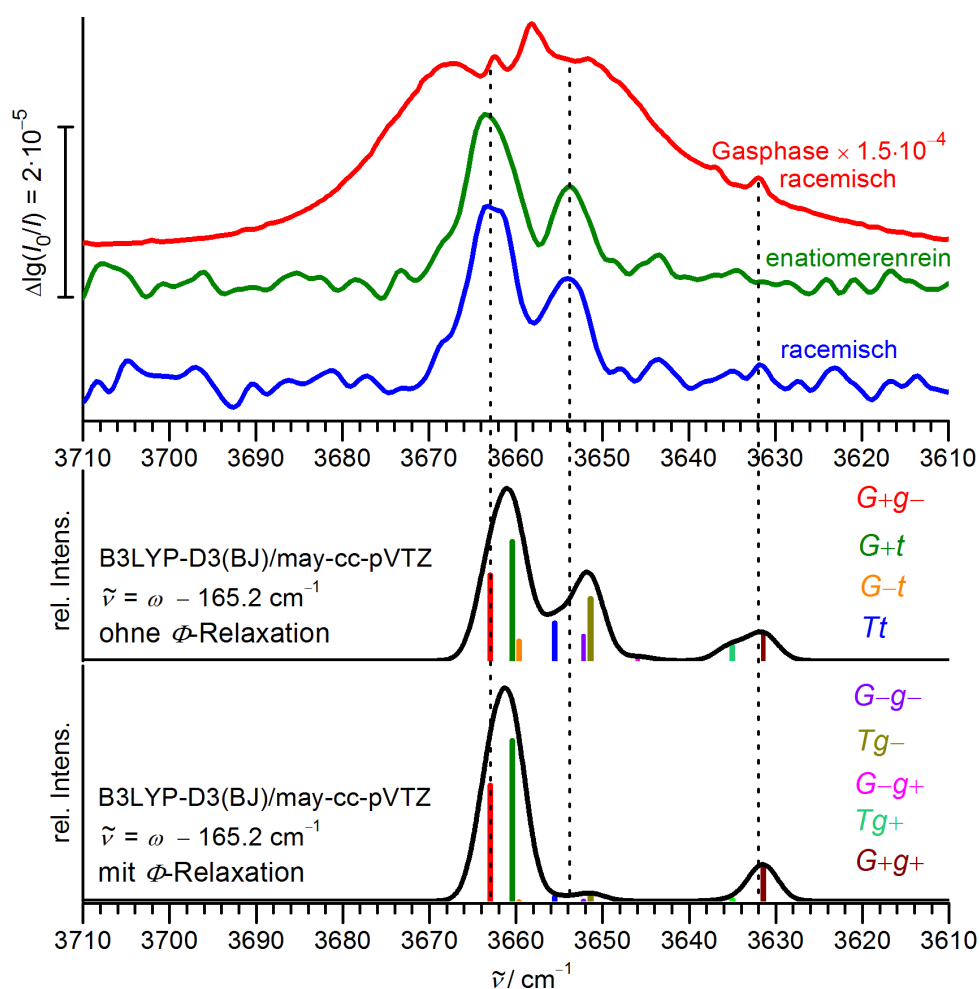 Δlg(I₀/I) = 2·10⁻⁵
Gasphase × 1.5·10⁻⁴
racemisch
enatiomerenrein
racemisch
3710 3700 3690 3680 3670 3660 3650 3640 3630 3620 3610
rel. Intens.
B3LYP-D3(BJ)/may-cc-pVTZ
ṽ = ω − 165.2 cm⁻¹
ohne Φ-Relaxation
G+g−
G+t
G−t
Tt
rel. Intens.
B3LYP-D3(BJ)/may-cc-pVTZ
ṽ = ω − 165.2 cm⁻¹
mit Φ-Relaxation
G−g−
Tg−
G−g+
Tg+
G+g+
3710 3700 3690 3680 3670 3660 3650 3640 3630 3620 3610
ṽ / cm⁻¹